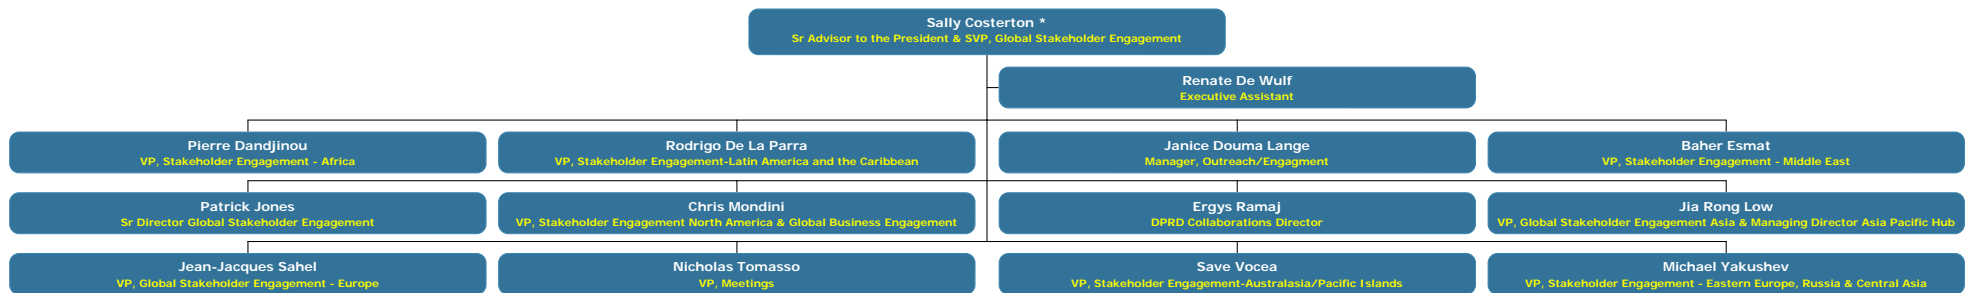 Sally Costerton *
Sr Advisor to the President & SVP, Global Stakeholder Engagement
Renate De Wulf
Executive Assistant
Pierre Dandjinou
VP, Stakeholder Engagement - Africa
Rodrigo De La Parra
VP, Stakeholder Engagement-Latin America and the Caribbean
Janice Douma Lange
Manager, Outreach/Engagment
Baher Esmat
VP, Stakeholder Engagement - Middle East
Patrick Jones
Sr Director Global Stakeholder Engagement
Chris Mondini
VP, Stakeholder Engagement North America & Global Business Engagement
Ergys Ramaj
DPRD Collaborations Director
Jia Rong Low
VP, Global Stakeholder Engagement Asia & Managing Director Asia Pacific Hub
Jean-Jacques Sahel
VP, Global Stakeholder Engagement - Europe
Nicholas Tomasso
VP, Meetings
Save Vocea
VP, Stakeholder Engagement-Australasia/Pacific Islands
Michael Yakushev
VP, Stakeholder Engagement - Eastern Europe, Russia & Central Asia